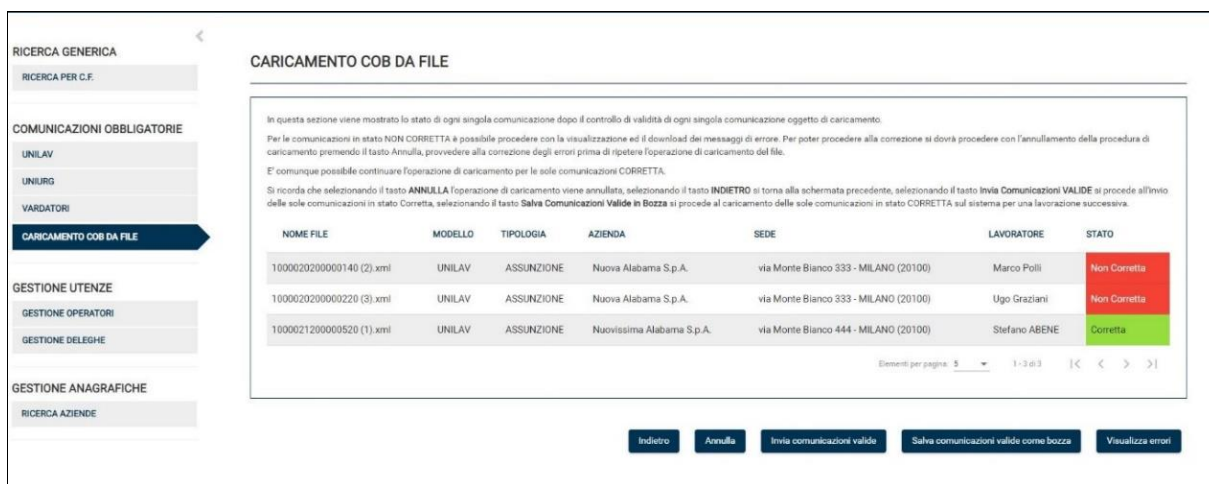 RICERCA GENERICA
RICERCA PER C.F.
COMUNICAZIONI OBBLIGATORIE
UNILAV
UNIURG
VARDATORI
CARICAMENTO COB DA FILE
GESTIONE UTENZE
GESTIONE OPERATORI
GESTIONE DELEGHE
GESTIONE ANAGRAFICHE
RICERCA AZIENDE
CARICAMENTO COB DA FILE
In questa sezione viene mostrato lo stato di ogni singola comunicazione dopo il controllo di validità di ogni singola comunicazione oggetto di caricamento.
Per le comunicazioni in stato NON CORRETTA è possibile procedere con la visualizzazione ed il download dei messaggi di errore. Per poter procedere alla correzione si dovrà procedere con l'annullamento della procedura di
caricamento premendo il tasto Annulla, provvedere alla correzione degli errori prima di ripetere l'operazione di caricamento del file.
E' comunque possibile continuare l'operazione di caricamento per le sole comunicazioni CORRETTA.
Si ricorda che selezionando il tasto ANNULLA l'operazione di caricamento viene annullata, selezionando il tasto INDIETRO si torna alla schermata precedente, selezionando il tasto Invia Comunicazioni VALIDE si procede all'invio
delle sole comunicazioni in stato Corretta, selezionando il tasto Salva Comunicazioni Valide in Bozza si procede al caricamento delle sole comunicazioni in stato CORRETTA sul sistema per una lavorazione successiva.
NOME FILE MODELLO TIPOLOGIA AZIENDA SEDE LAVORATORE STATO
1000020200000140 (2).xml UNILAV ASSUNZIONE Nuova Alabama S.p.A. via Monte Bianco 333 - MILANO (20100) Marco Polli Non Corretta
1000020200000220 (3).xml UNILAV ASSUNZIONE Nuova Alabama S.p.A. via Monte Bianco 333 - MILANO (20100) Ugo Graziani Non Corretta
1000021200000520 (1).xml UNILAV ASSUNZIONE Nuovissima Alabama S.p.A. via Monte Bianco 444 - MILANO (20100) Stefano ABENE Corretta
Elementi per pagina: 5 1 - 3 di 3
Indietro Annulla Invia comunicazioni valide Salva comunicazioni valide come bozza Visualizza errori